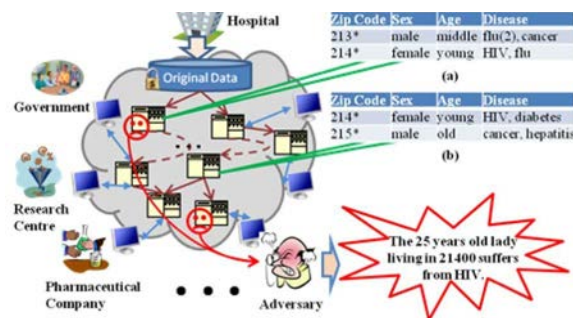 Hospital
Original Data
Government
Research
Centre
Pharmaceutical
Company
Adversary
Zip Code Sex Age Disease
213* male middle flu(2), cancer
214* female young HIV, flu
(a)
Zip Code Sex Age Disease
214* female young HIV, diabetes
215* male old cancer, hepatitis
(b)
The 25 years old lady
living in 21400 suffers
from HIV.